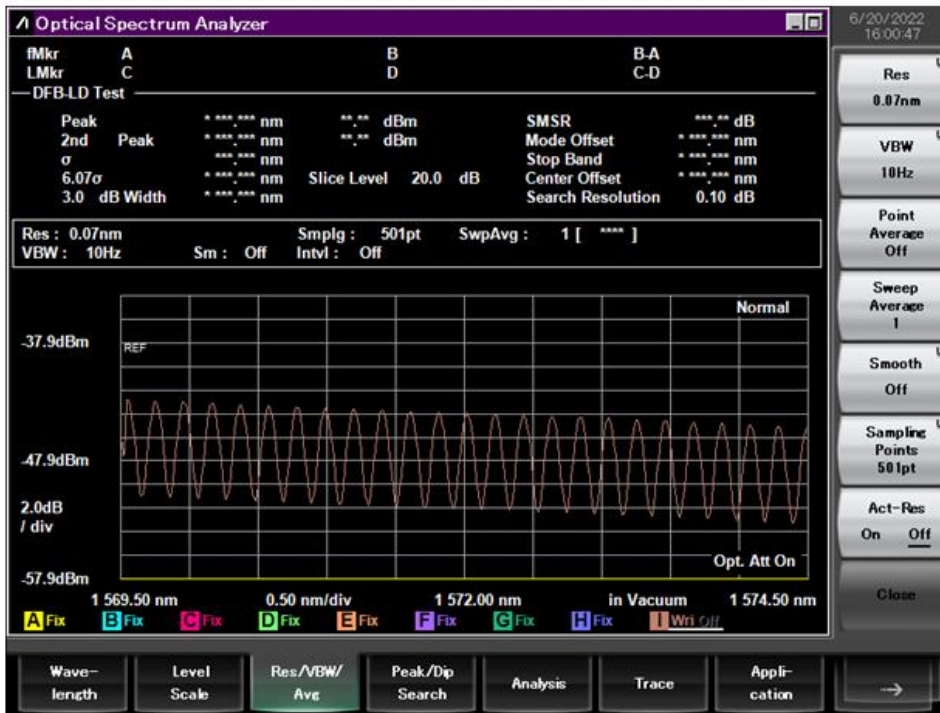 Optical Spectrum Analyzer
6/20/2022
16:00:47
fMkr A B B-A
LMkr C D C-D
DFB-LD Test
Peak * ***.*** nm **.** dBm SMSR ***.** dB
2nd Peak * ***.*** nm **.** dBm Mode Offset * ***.*** nm
σ ***.*** nm Stop Band * ***.*** nm
6.07σ * ***.*** nm Slice Level 20.0 dB Center Offset * ***.*** nm
3.0 dB Width * ***.*** nm Search Resolution 0.10 dB
Res : 0.07nm Smplg : 501pt SwpAvg : 1 [ **** ]
VBW : 10Hz Sm : Off Intvl : Off
Normal
-37.9dBm
REF
-47.9dBm
2.0dB
/ div
Opt. Att On
-57.9dBm
1 569.50 nm 0.50 nm/div 1 572.00 nm in Vacuum 1 574.50 nm
A Fix B Fix C Fix D Fix E Fix F Fix G Fix H Fix I Wri Off
Res
0.07nm
VBW
10Hz
Point
Average
Off
Sweep
Average
1
Smooth
Off
Sampling
Points
501pt
Act-Res
On Off
Close
Wave-
length
Level
Scale
Res/VBW/
Avg
Peak/Dip
Search
Analysis
Trace
Appli-
cation
→